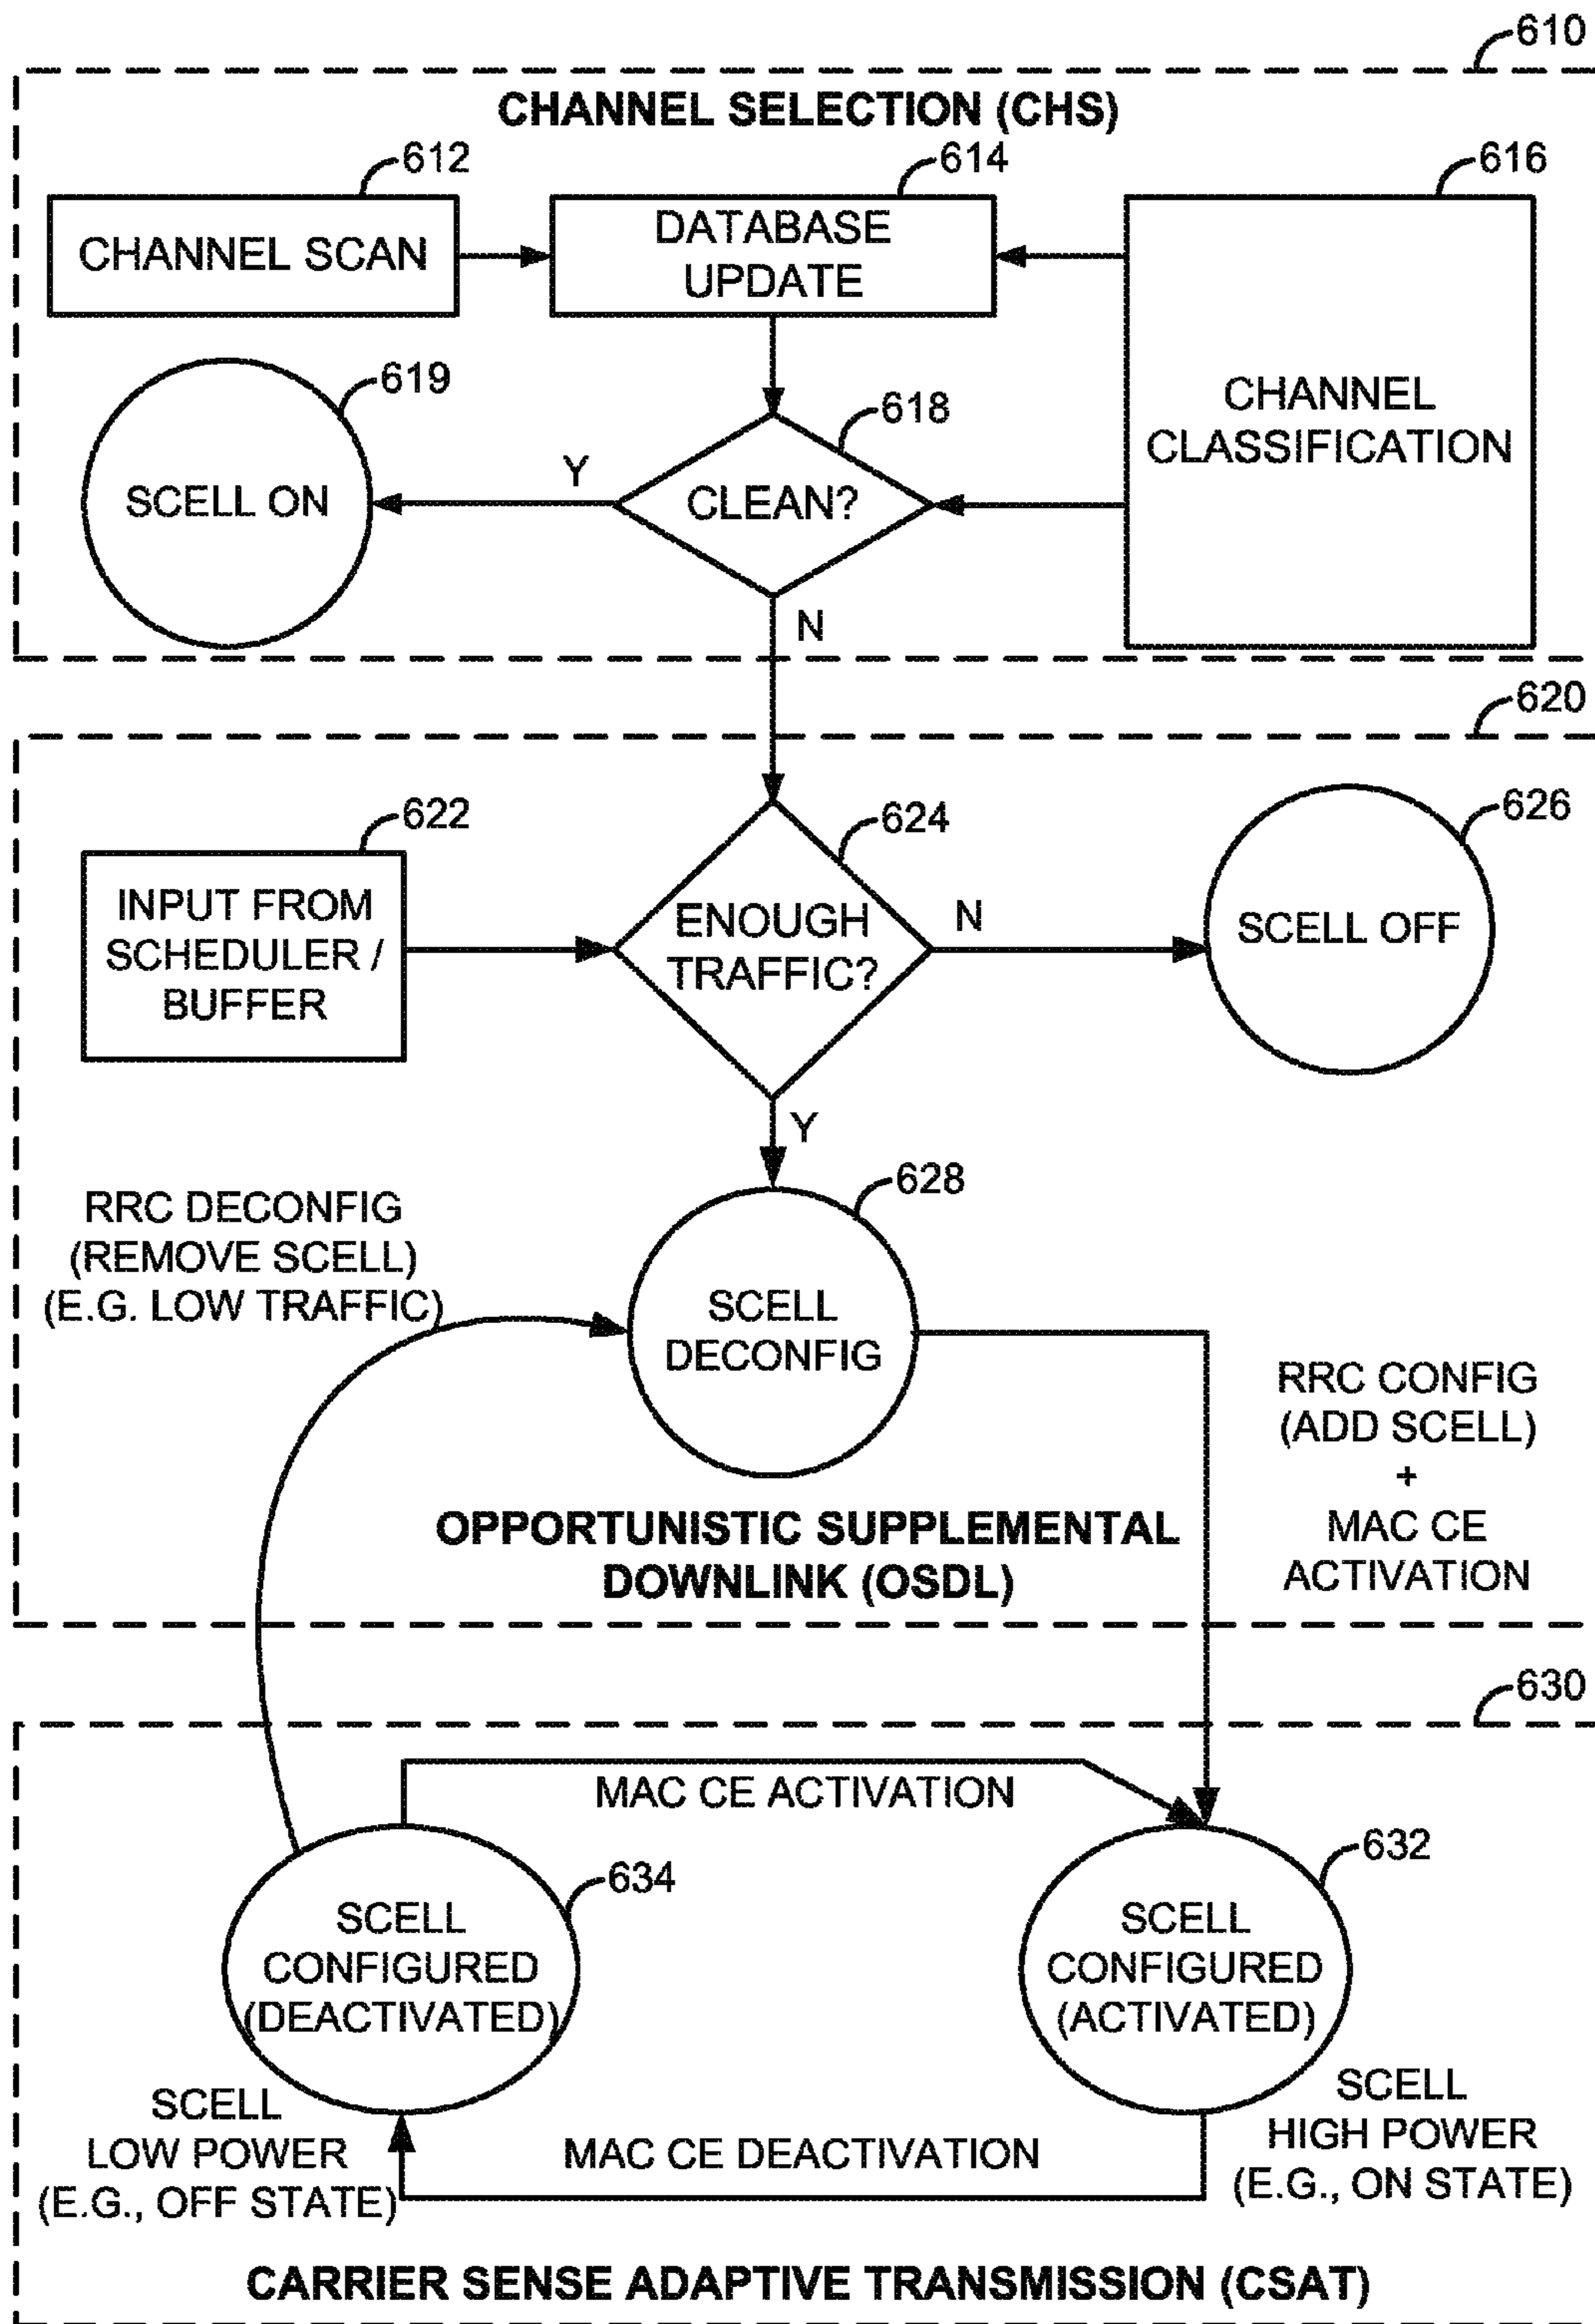 610
CHANNEL SELECTION (CHS)
612
614
616
CHANNEL SCAN
DATABASE
UPDATE
CHANNEL
CLASSIFICATION
619
618
SCELL ON
Y
CLEAN?
N
620
622
624
626
INPUT FROM
SCHEDULER /
BUFFER
ENOUGH
TRAFFIC?
N
SCELL OFF
Y
628
RRC DECONFIG
(REMOVE SCELL)
(E.G. LOW TRAFFIC)
SCELL
DECONFIG
RRC CONFIG
(ADD SCELL)
+
MAC CE
ACTIVATION
OPPORTUNISTIC SUPPLEMENTAL
DOWNLINK (OSDL)
630
MAC CE ACTIVATION
634
632
SCELL
CONFIGURED
(DEACTIVATED)
SCELL
CONFIGURED
(ACTIVATED)
SCELL
LOW POWER
(E.G., OFF STATE)
MAC CE DEACTIVATION
SCELL
HIGH POWER
(E.G., ON STATE)
CARRIER SENSE ADAPTIVE TRANSMISSION (CSAT)